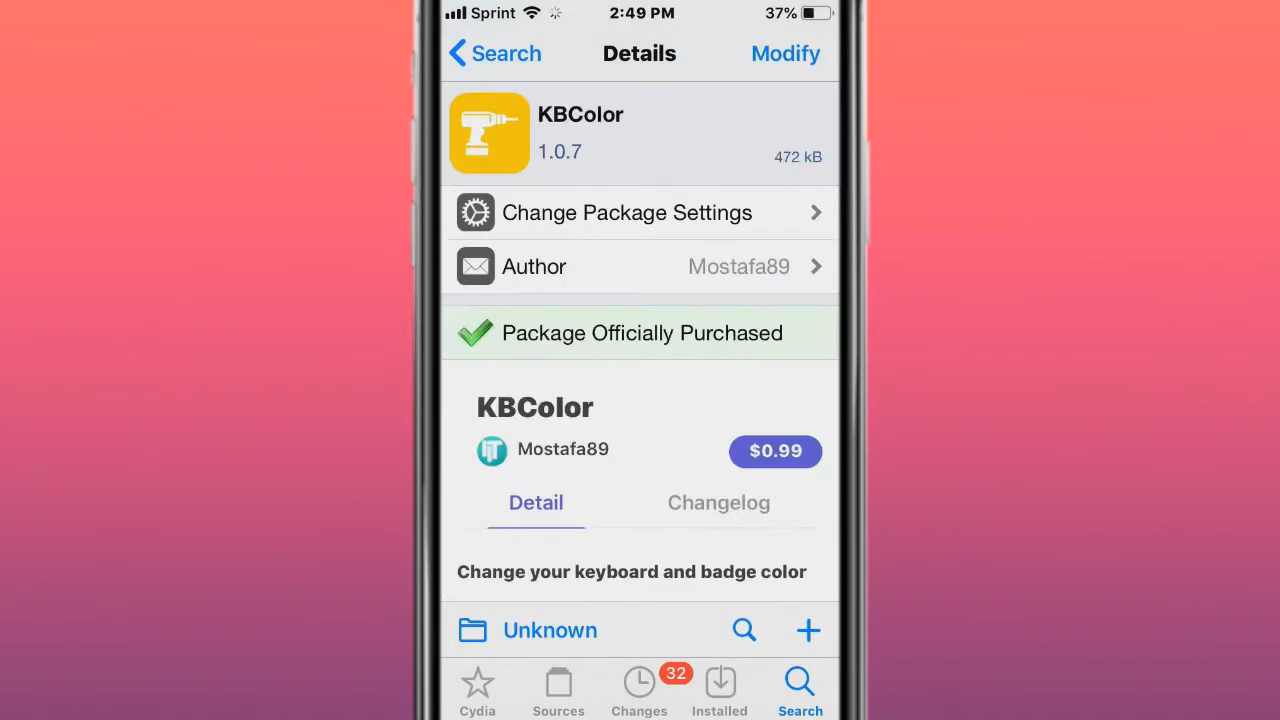 Sprint 2:49 PM 37%
Search Details Modify
KBColor
1.0.7 472 kB
Change Package Settings
Author Mostafa89
Package Officially Purchased
KBColor
iT Mostafa89 $0.99
Detail Changelog
Change your keyboard and badge color
Unknown
32
Cydia Sources Changes Installed Search